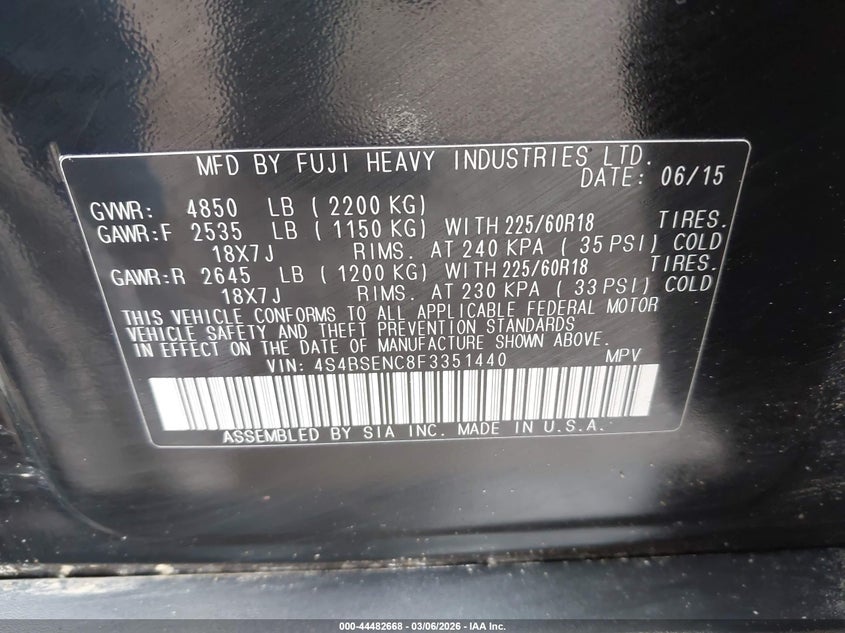 MFD BY FUJI HEAVY INDUSTRIES LTD.
DATE: 06/15
GVWR: 4850 LB ( 2200 KG)
GAWR:F 2535 LB ( 1150 KG) WITH 225/60R18 TIRES.
18X7J RIMS. AT 240 KPA ( 35 PSI) COLD
GAWR:R 2645 LB ( 1200 KG) WITH 225/60R18 TIRES.
18X7J RIMS. AT 230 KPA ( 33 PSI) COLD
THIS VEHICLE CONFORMS TO ALL APPLICABLE FEDERAL MOTOR
VEHICLE SAFETY AND THEFT PREVENTION STANDARDS
IN EFFECT ON THE DATE OF MANUFACTURE SHOWN ABOVE.
VIN: 4S4BSENC8F3351440 MPV
ASSEMBLED BY SIA INC. MADE IN U.S.A.
000-44482668 - 03/06/2026 - IAA Inc.